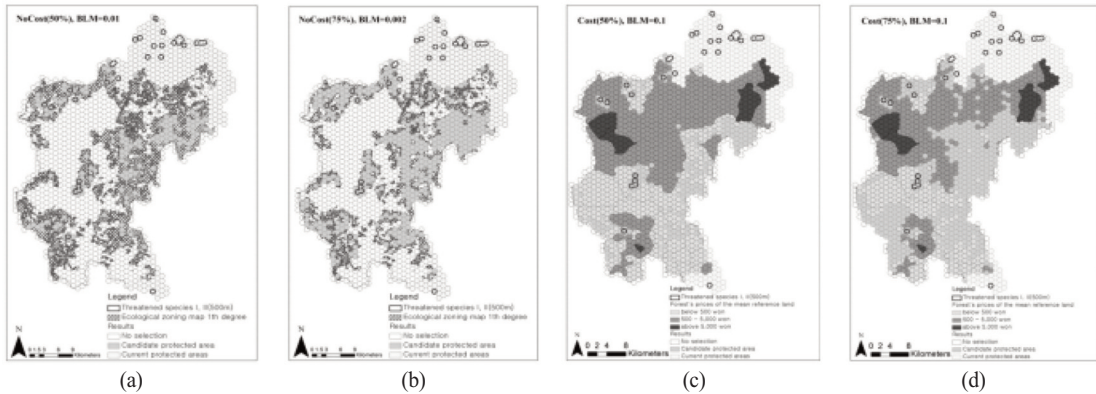 NoCost(50%), BLM=0.01
Legend
Threatened species I, II(500m)
Ecological zoning map 1th degree
Results
No selection
Candidate protected area
Current protected areas
N
Kilometers
(a)
NoCost(75%), BLM=0.002
Legend
Threatened species I, II(500m)
Ecological zoning map 1th degree
Results
No selection
Candidate protected areas
Current protected areas
N
Kilometers
(b)
Cost(50%), BLM=0.1
Legend
Threatened species I, II(500m)
Forest's prices of the mean reference land
below 500 won
500 ~ 5,000 won
above 5,000 won
Results
No selection
Candidate protected area
Current protected areas
N
0 2 4 8
Kilometers
(c)
Cost(75%), BLM=0.1
Legend
Threatened species I, II(500m)
Forest's prices of the mean reference land
below 500 won
500 ~ 5,000 won
above 5,000 won
Results
No selection
Candidate protected area
Current protected areas
N
0 2 4 8
Kilometers
(d)